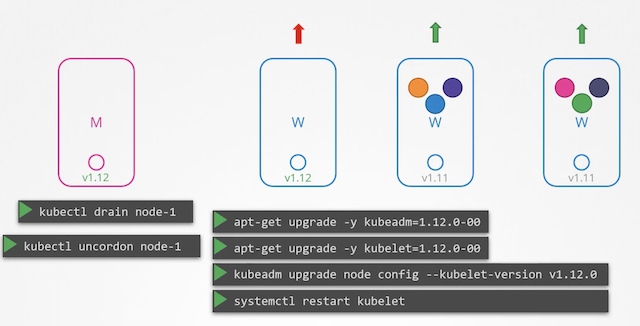 M
W
W
W
v1.12
v1.12
v1.11
v1.11
kubectl drain node-1
kubectl uncordon node-1
apt-get upgrade -y kubeadm=1.12.0-00
apt-get upgrade -y kubelet=1.12.0-00
kubeadm upgrade node config --kubelet-version v1.12.0
systemctl restart kubelet